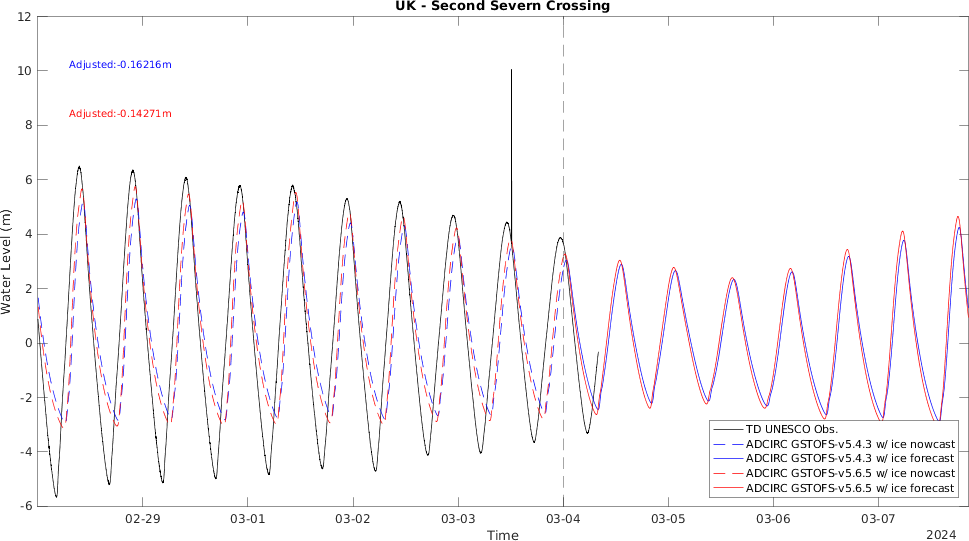 UK - Second Severn Crossing
12
10
8
6
4
2
0
-2
-4
-6
Water Level (m)
Adjusted:-0.16216m
Adjusted:-0.14271m
TD UNESCO Obs.
ADCIRC GSTOFS-v5.4.3 w/ ice nowcast
ADCIRC GSTOFS-v5.4.3 w/ ice forecast
ADCIRC GSTOFS-v5.6.5 w/ ice nowcast
ADCIRC GSTOFS-v5.6.5 w/ ice forecast
02-29 03-01 03-02 03-03 03-04 03-05 03-06 03-07
Time
2024